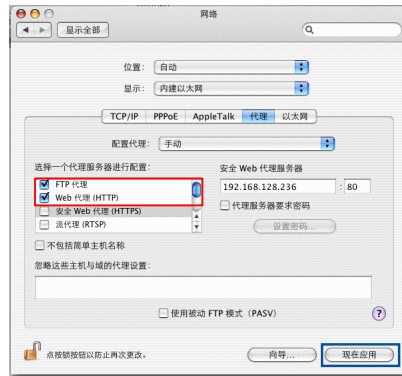 网络
显示全部
位置: 自动
显示: 内建以太网
TCP/IP PPPoE AppleTalk 代理 以太网
配置代理: 手动
选择一个代理服务器进行配置: 安全 Web 代理服务器
FTP 代理
192.168.128.236 : 80
Web 代理 (HTTP)
安全 Web 代理 (HTTPS) 代理服务器要求密码
流代理 (RTSP) 设置密码...
不包括简单主机名称
忽略这些主机与域的代理设置:
使用被动 FTP 模式 (PASV) ?
点按锁按钮以防止再次更改。 向导... 现在应用